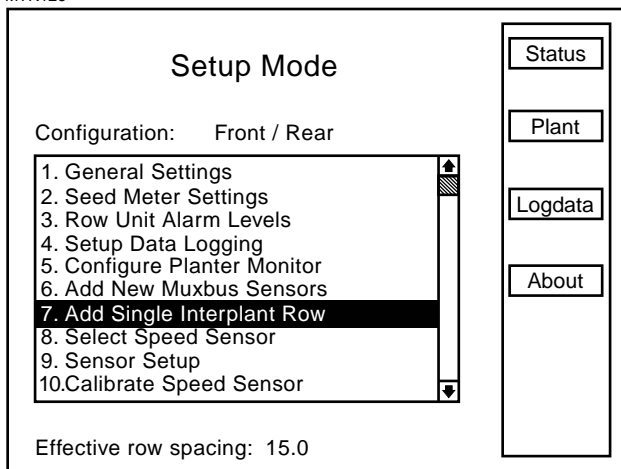 Setup Mode
Configuration: Front / Rear
1. General Settings
2. Seed Meter Settings
3. Row Unit Alarm Levels
4. Setup Data Logging
5. Configure Planter Monitor
6. Add New Muxbus Sensors
7. Add Single Interplant Row
8. Select Speed Sensor
9. Sensor Setup
10.Calibrate Speed Sensor
Effective row spacing: 15.0
Status
Plant
Logdata
About